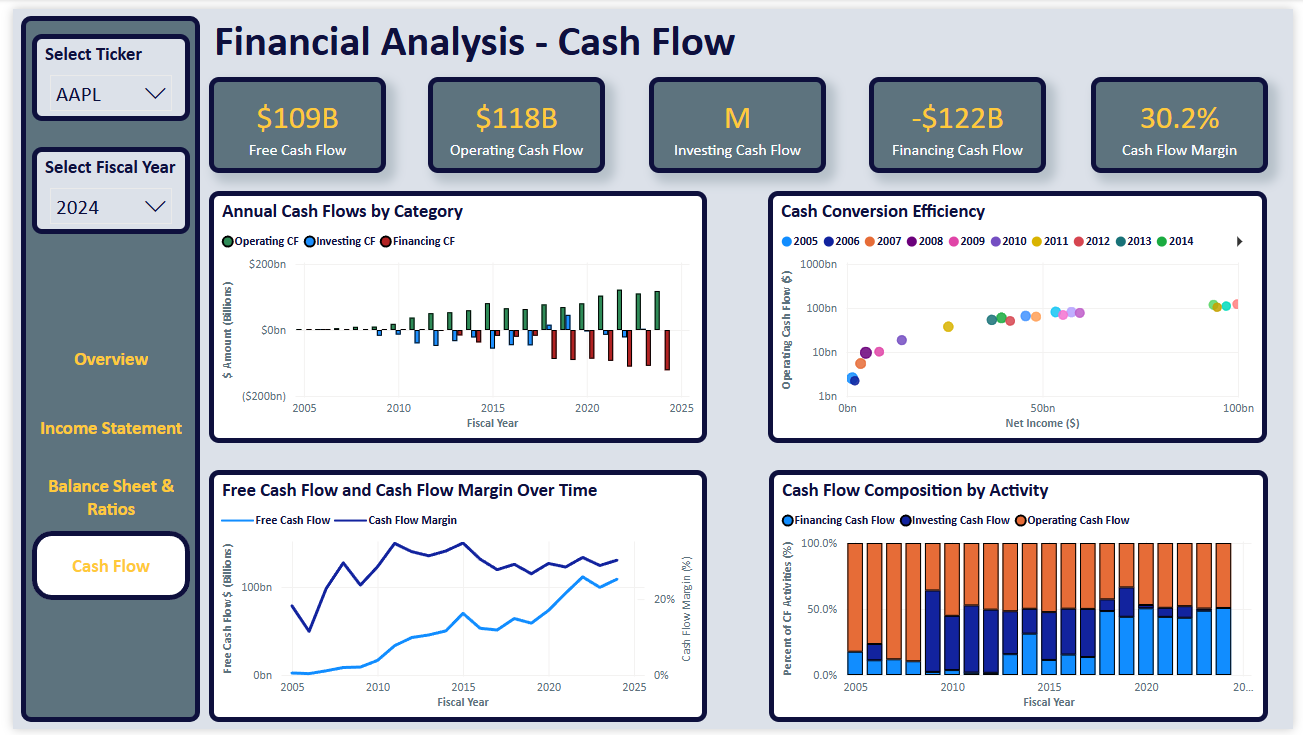 Financial Analysis - Cash Flow
Select Ticker
AAPL
Select Fiscal Year
2024
Overview
Income Statement
Balance Sheet &
Ratios
Cash Flow
$109B
Free Cash Flow
$118B
Operating Cash Flow
M
Investing Cash Flow
-$122B
Financing Cash Flow
30.2%
Cash Flow Margin
Annual Cash Flows by Category
Operating CF Investing CF Financing CF
$ Amount (Billions)
$200bn
$0bn
($200bn)
2005 2010 2015 2020 2025
Fiscal Year
Cash Conversion Efficiency
2005 2006 2007 2008 2009 2010 2011 2012 2013 2014
Operating Cash Flow ($)
1000bn
100bn
10bn
1bn
0bn 50bn 100bn
Net Income ($)
Free Cash Flow and Cash Flow Margin Over Time
Free Cash Flow Cash Flow Margin
Free Cash Flow $ (Billions)
100bn
0bn
20%
0%
Cash Flow Margin (%)
2005 2010 2015 2020 2025
Fiscal Year
Cash Flow Composition by Activity
Financing Cash Flow Investing Cash Flow Operating Cash Flow
Percent of CF Activities (%)
100.0%
50.0%
0.0%
2005 2010 2015 2020 20...
Fiscal Year